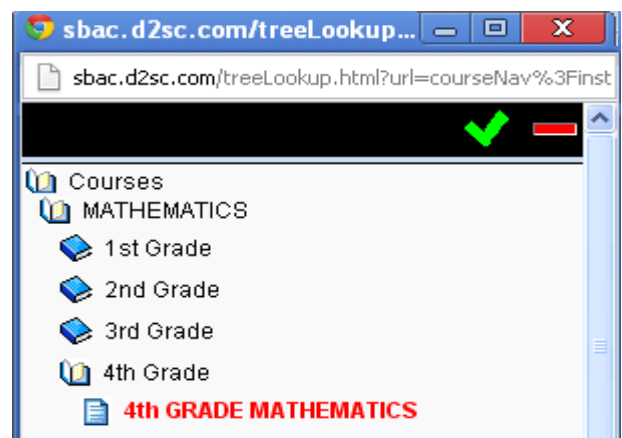 sbac.d2sc.com/treeLookup...
sbac.d2sc.com/treeLookup.html?url=courseNav%3Finst
Courses
MATHEMATICS
1st Grade
2nd Grade
3rd Grade
4th Grade
4th GRADE MATHEMATICS